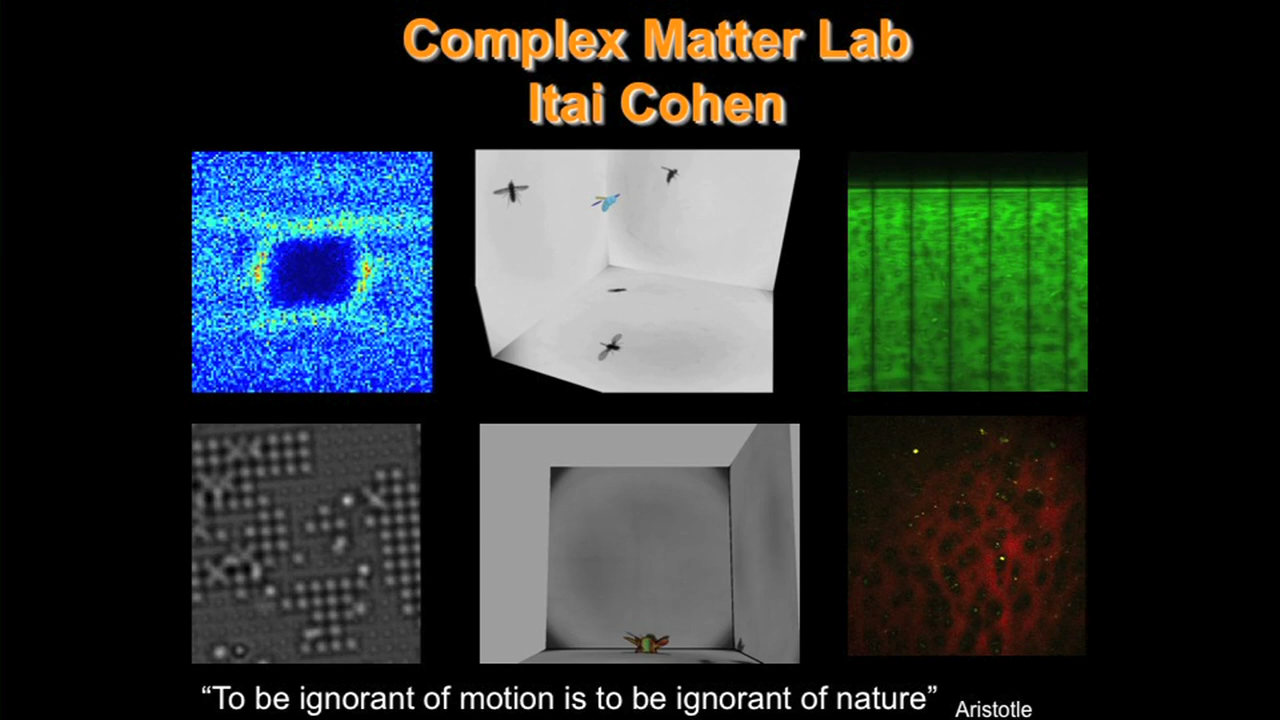 Complex Matter Lab
Itai Cohen
“To be ignorant of motion is to be ignorant of nature” Aristotle